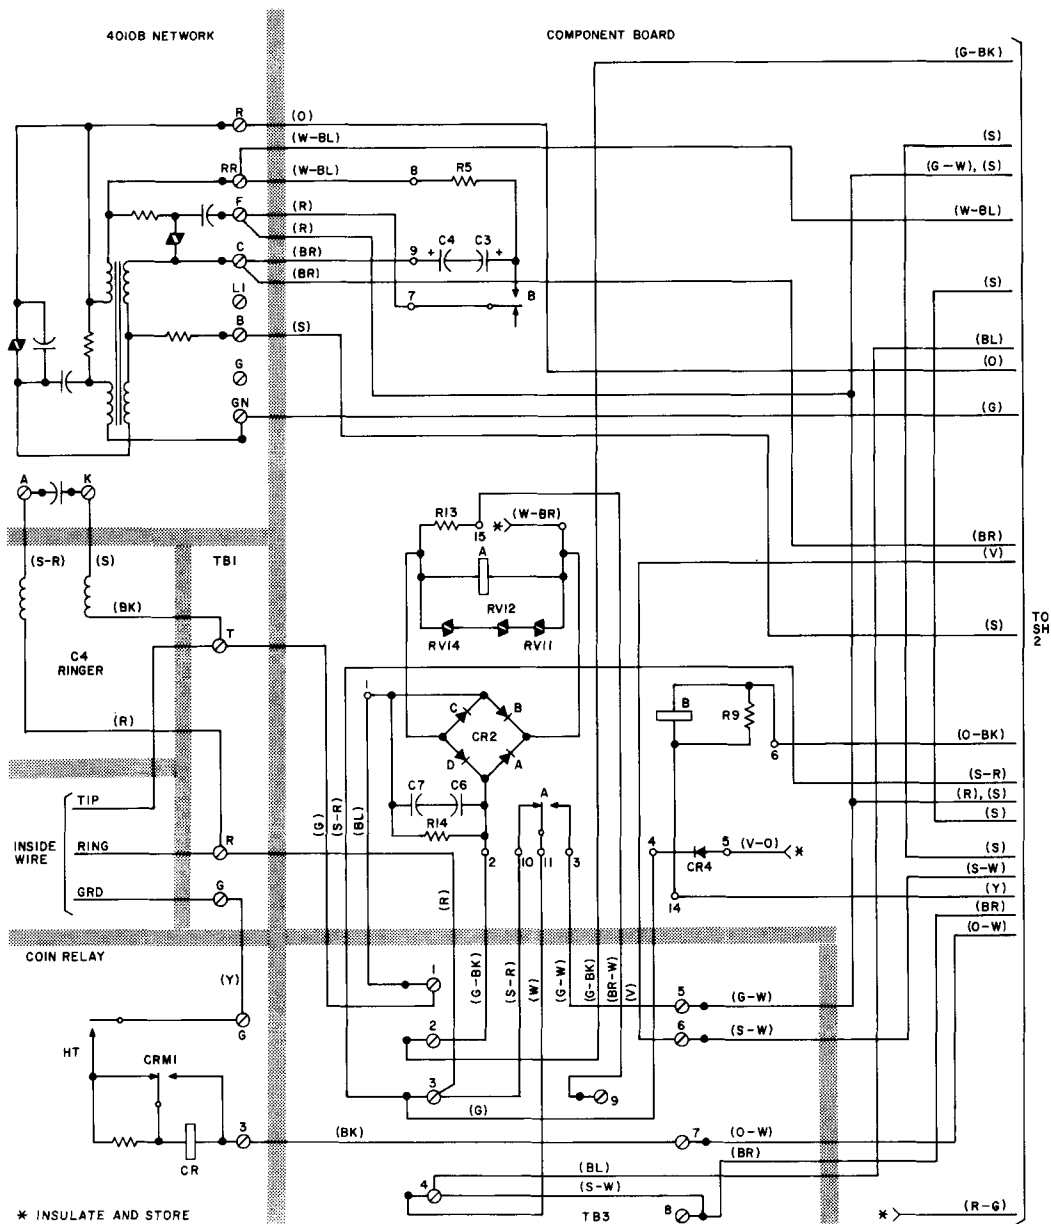 4010B NETWORK
COMPONENT BOARD
(G-BK)
R
(O)
(W-BL)
(S)
RR
(W-BL)
8
R5
(G-W), (S)
F
(R)
(R)
(W-BL)
C
(BR)
9
+
C4
C3
+
(BR)
L1
7
B
(S)
B
(S)
(BL)
G
(O)
GN
(G)
A
K
R13
15
*
(W-BR)
A
(BR)
(V)
(S-R)
(S)
TB1
(BK)
RV12
RV14
RV11
T
(S)
TO
SH
2
C4
RINGER
1
C
B
CR2
D
A
B
R9
6
(R)
(O-BK)
(S-R)
C7
C6
R14
A
(R), (S)
(S)
TIP
INSIDE
WIRE
RING
R
(G)
(S-R)
(BL)
2
10
11
3
4
CR4
5
(V-O)
*
(S)
(S-W)
GRD
G
(R)
14
(Y)
(BR)
(O-W)
COIN RELAY
(Y)
(G-BK)
(S-R)
(W)
(G-W)
(G-BK)
(BR-W)
(V)
1
5
(G-W)
G
2
6
(S-W)
HT
CRM1
3
9
(G)
3
(BK)
7
(O-W)
CR
(BR)
(BL)
4
(S-W)
TB3
8
* INSULATE AND STORE
*
(R-G)